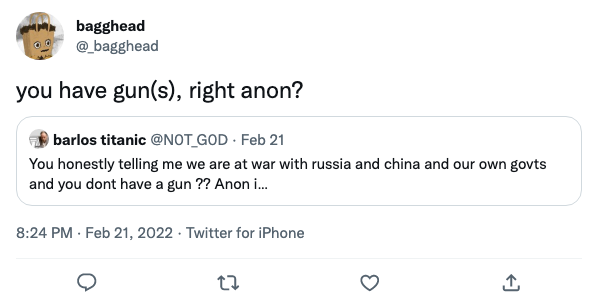 bagghead
@_bagghead
you have gun(s), right anon?
barlos titanic @N0T_G0D · Feb 21
You honestly telling me we are at war with russia and china and our own govts
and you dont have a gun ?? Anon i...
8:24 PM · Feb 21, 2022 · Twitter for iPhone